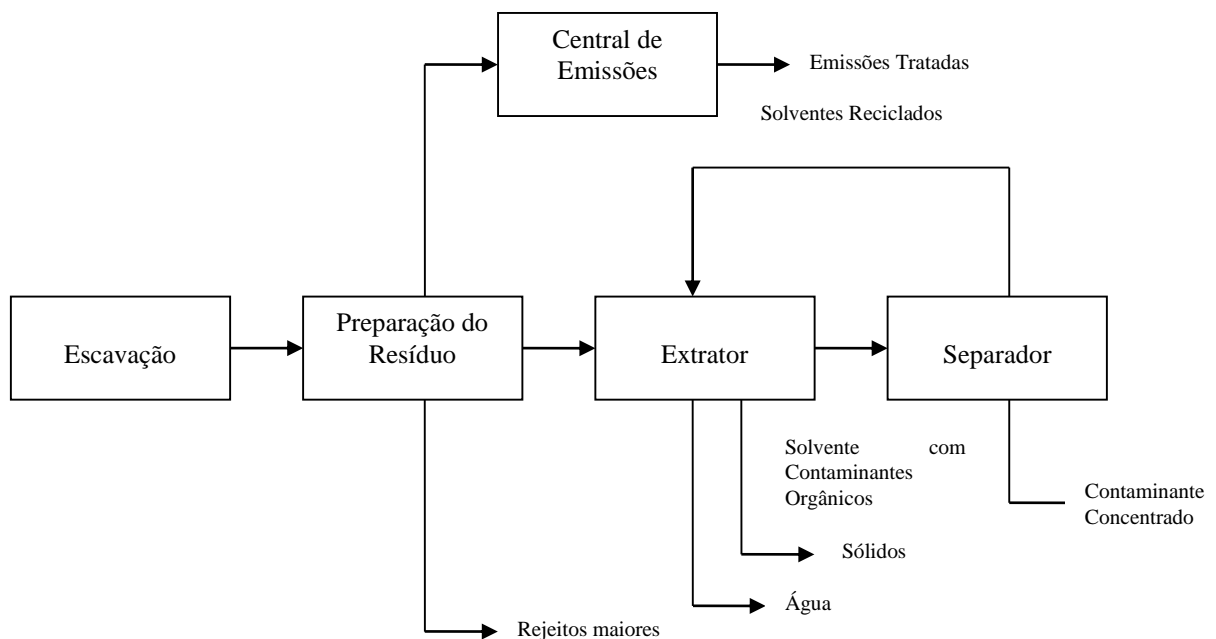 Central de
Emissões
Emissões Tratadas
Solventes Reciclados
Escavação
Preparação do
Resíduo
Extrator
Separador
Solvente com
Contaminantes
Orgânicos
Contaminante
Concentrado
Sólidos
Água
Rejeitos maiores